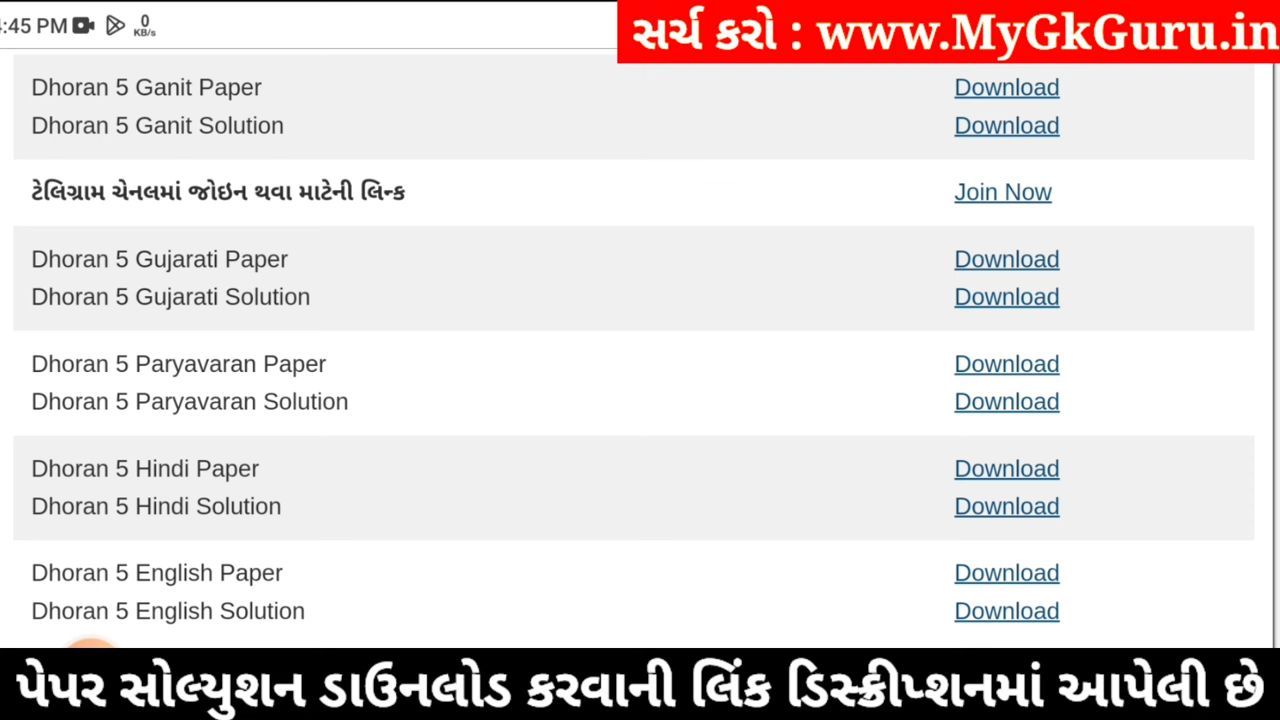 :45 PM 0 KB/s
સર્ચ કરો : www.MyGkGuru.in
Dhoran 5 Ganit Paper Download
Dhoran 5 Ganit Solution Download
ટેલિગ્રામ ચેનલમાં જોઇન થવા માટેની લિન્ક Join Now
Dhoran 5 Gujarati Paper Download
Dhoran 5 Gujarati Solution Download
Dhoran 5 Paryavaran Paper Download
Dhoran 5 Paryavaran Solution Download
Dhoran 5 Hindi Paper Download
Dhoran 5 Hindi Solution Download
Dhoran 5 English Paper Download
Dhoran 5 English Solution Download
પેપર સોલ્યુશન ડાઉનલોડ કરવાની લિંક ડિસ્ક્રીપ્શનમાં આપેલી છે